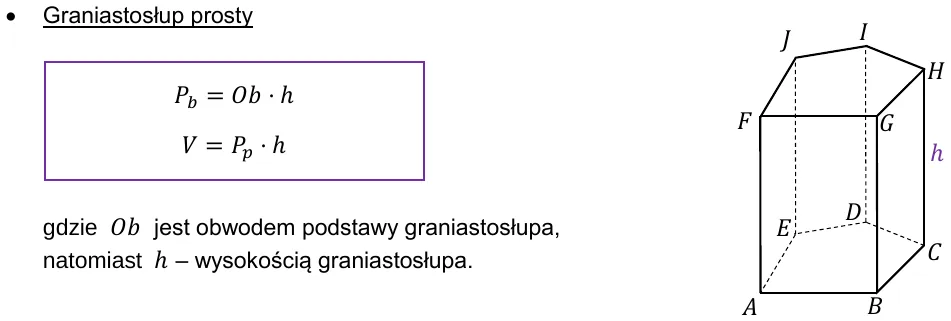 • Graniastosłup prosty
P_b = Ob · h
V = P_p · h
gdzie Ob jest obwodem podstawy graniastosłupa,
natomiast h – wysokością graniastosłupa.
I
J
H
F
G
h
D
E
C
A
B